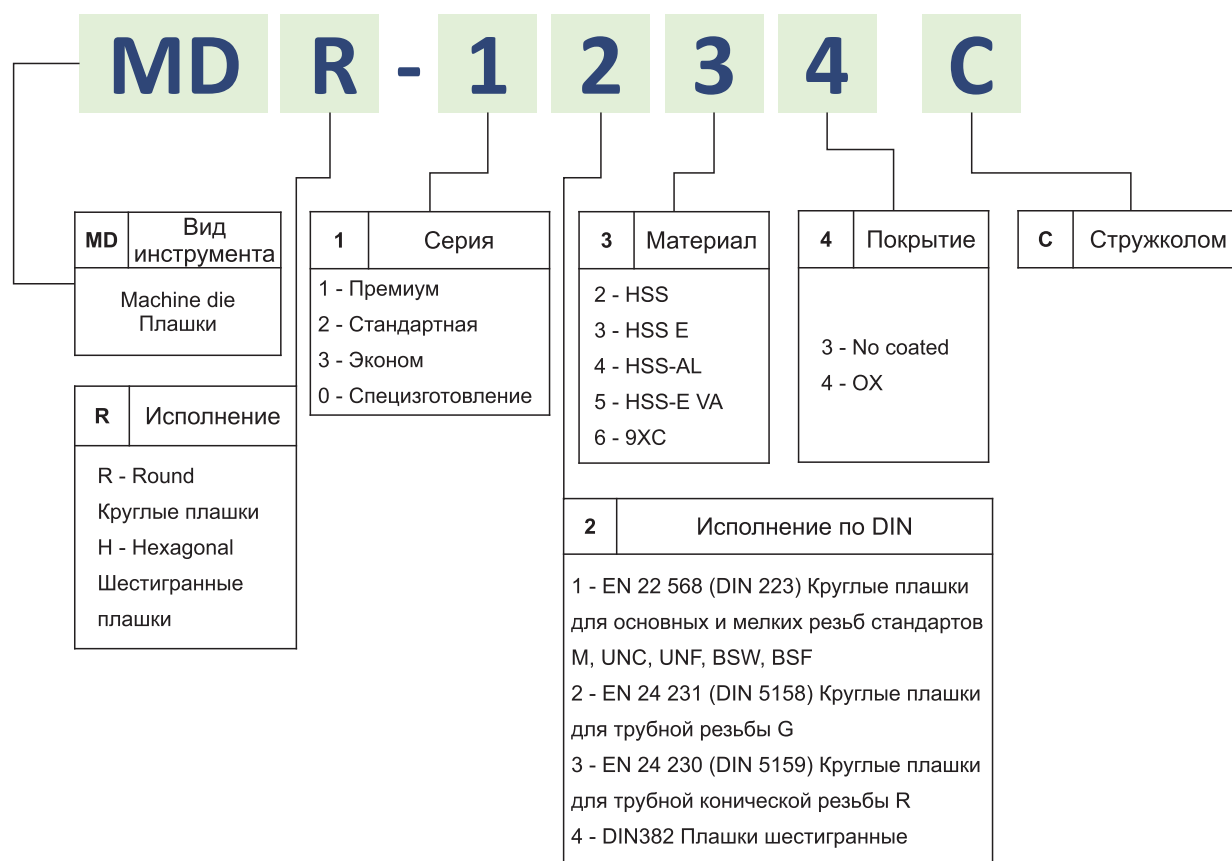 MD R - 1 2 3 4 C
MD
Вид
инструмента
Machine die
Плашки
R
Исполнение
R - Round
Круглые плашки
H - Hexagonal
Шестигранные
плашки
1
Серия
1 - Премиум
2 - Стандартная
3 - Эконом
0 - Специзготовление
3
Материал
2 - HSS
3 - HSS E
4 - HSS-AL
5 - HSS-E VA
6 - 9XC
4
Покрытие
3 - No coated
4 - OX
C
Стружколом
2
Исполнение по DIN
1 - EN 22 568 (DIN 223) Круглые плашки
для основных и мелких резьб стандартов
M, UNC, UNF, BSW, BSF
2 - EN 24 231 (DIN 5158) Круглые плашки
для трубной резьбы G
3 - EN 24 230 (DIN 5159) Круглые плашки
для трубной конической резьбы R
4 - DIN382 Плашки шестигранные